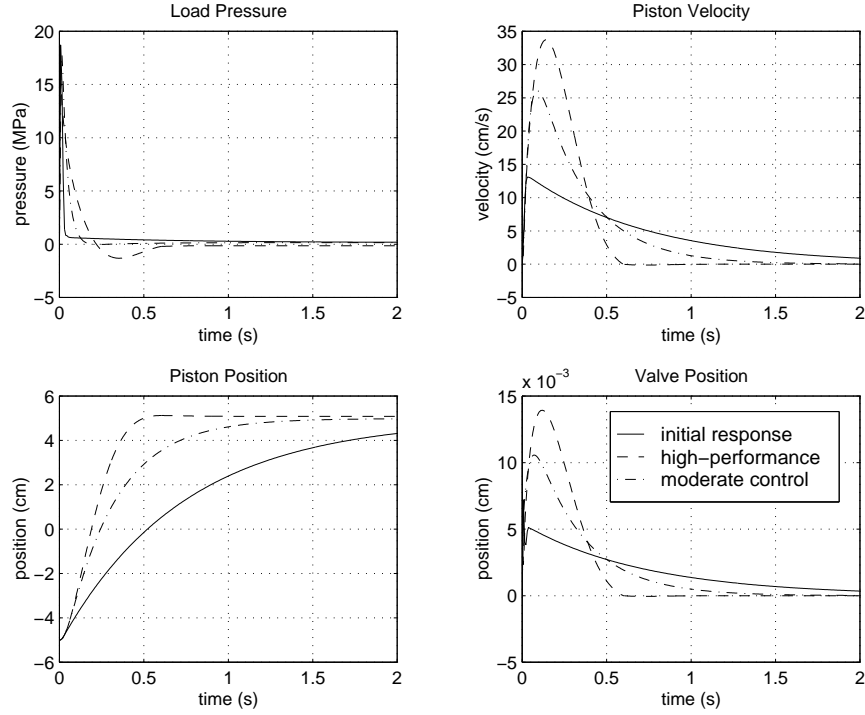 Load Pressure
20
15
10
5
0
−5
0
0.5
1
1.5
2
time (s)
pressure (MPa)
Piston Velocity
35
30
25
20
15
10
5
0
−5
0
0.5
1
1.5
2
time (s)
velocity (cm/s)
Piston Position
6
4
2
0
−2
−4
−6
0
0.5
1
1.5
2
time (s)
position (cm)
Valve Position
x 10⁻³
15
10
5
0
−5
0
0.5
1
1.5
2
time (s)
position (cm)
initial response
high−performance
moderate control